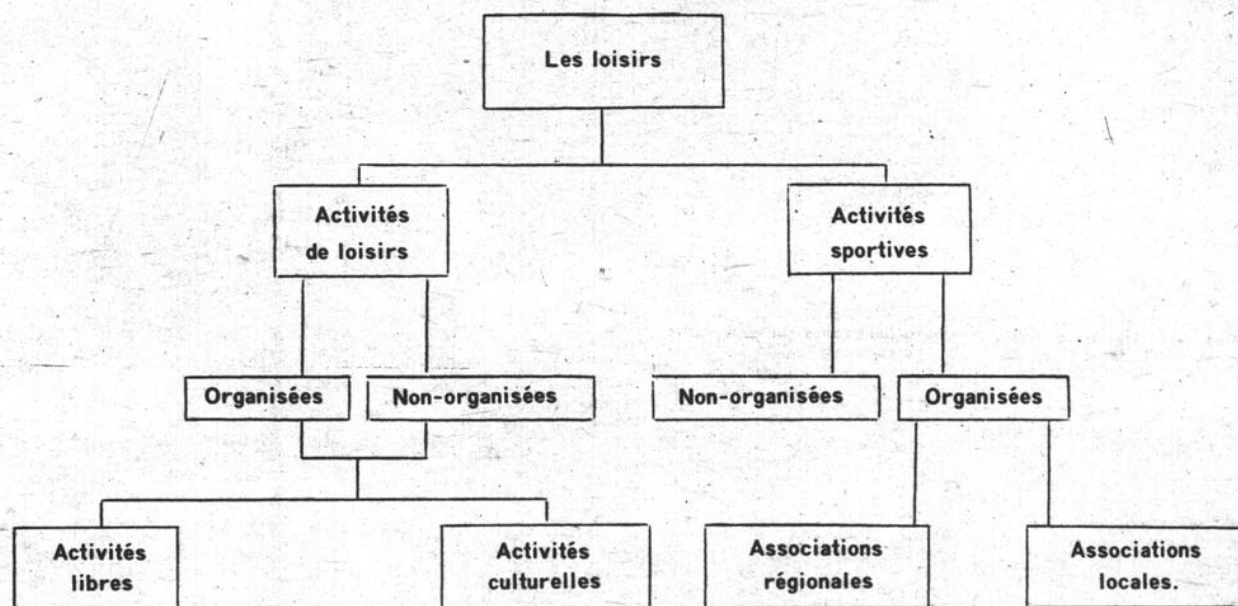 Les loisirs
Activités
de loisirs
Activités
sportives
Organisées
Non-organisées
Non-organisées
Organisées
Activités
libres
Activités
culturelles
Associations
régionales
Associations
locales.